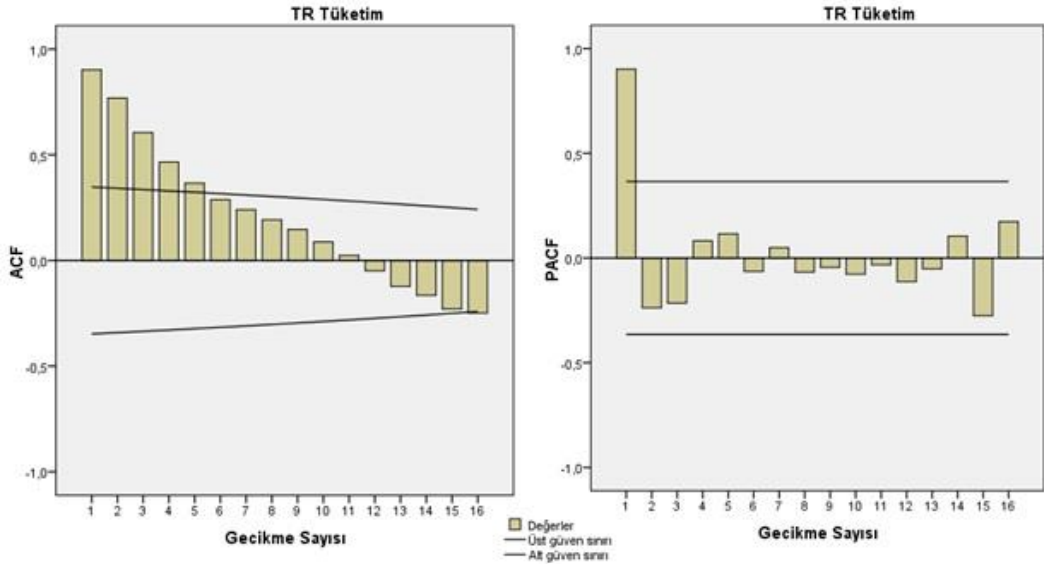 TR Tüketim
1,0
0,5
0,0
-0,5
-1,0
ACF
1 2 3 4 5 6 7 8 9 10 11 12 13 14 15 16
Gecikme Sayısı
TR Tüketim
1,0
0,5
0,0
-0,5
-1,0
PACF
1 2 3 4 5 6 7 8 9 10 11 12 13 14 15 16
Gecikme Sayısı
Değerler
Üst güven sınırı
Alt güven sınırı